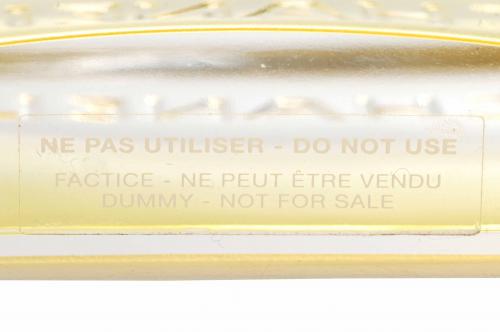 NE PAS UTILISER - DO NOT USE
FACTICE - NE PEUT ÊTRE VENDU
DUMMY - NOT FOR SALE